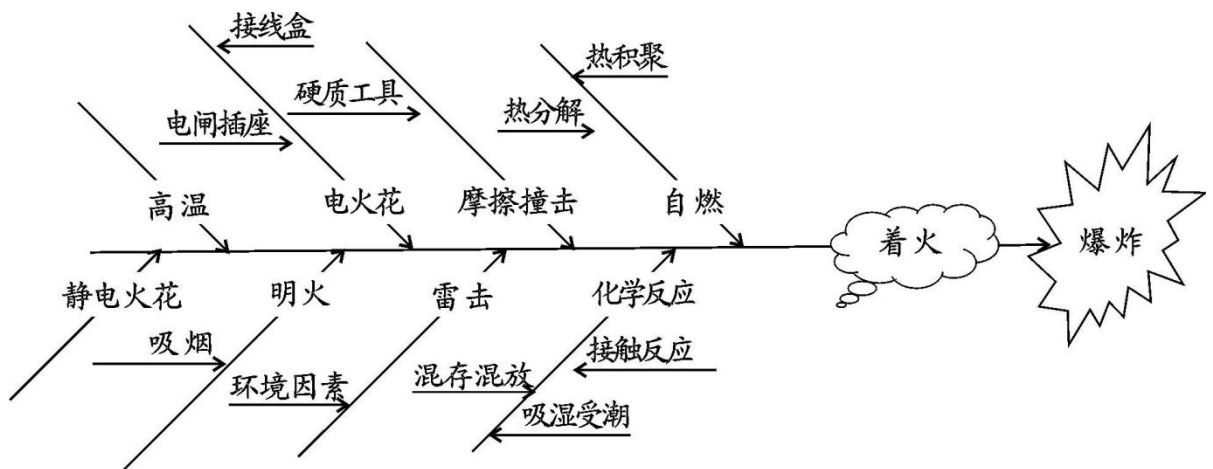 接线盒
硬质工具
热积聚
电闸插座
热分解
高温
电火花
摩擦撞击
自燃
着火
爆炸
静电火花
明火
雷击
化学反应
吸烟
接触反应
环境因素
混存混放
吸湿受潮